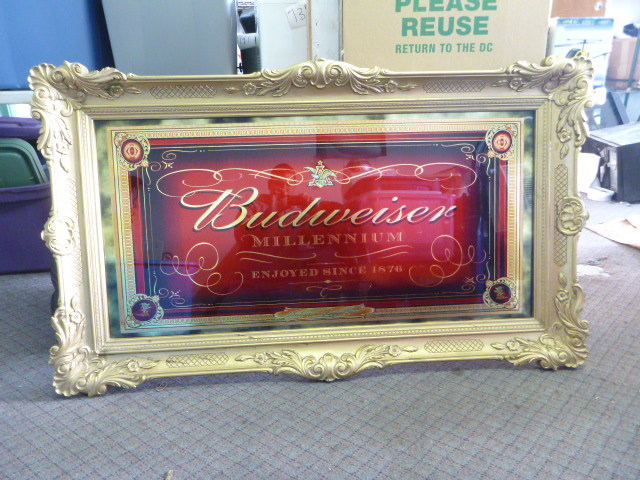 PLEASE
REUSE
RETURN TO THE DC
Budweiser
MILLENNIUM
ENJOYED SINCE 1876